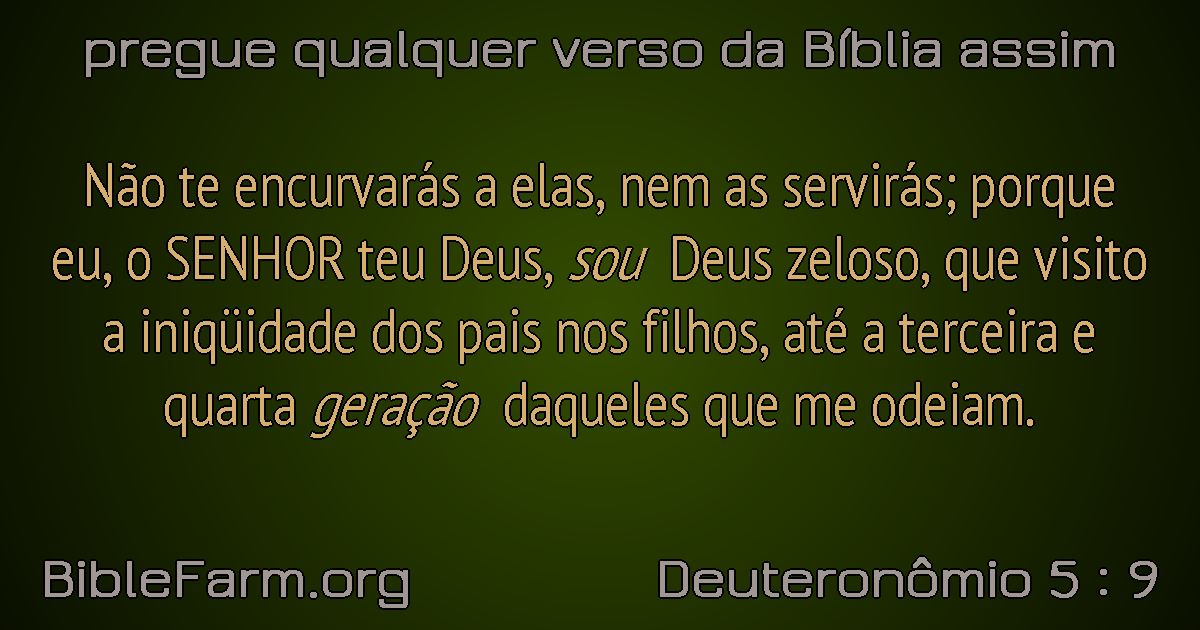 pregue qualquer verso da Bíblia assim
Não te encurvarás a elas, nem as servirás; porque
eu, o SENHOR teu Deus, sou Deus zeloso, que visito
a iniqüidade dos pais nos filhos, até a terceira e
quarta geração daqueles que me odeiam.
BibleFarm.org
Deuteronômio 5 : 9